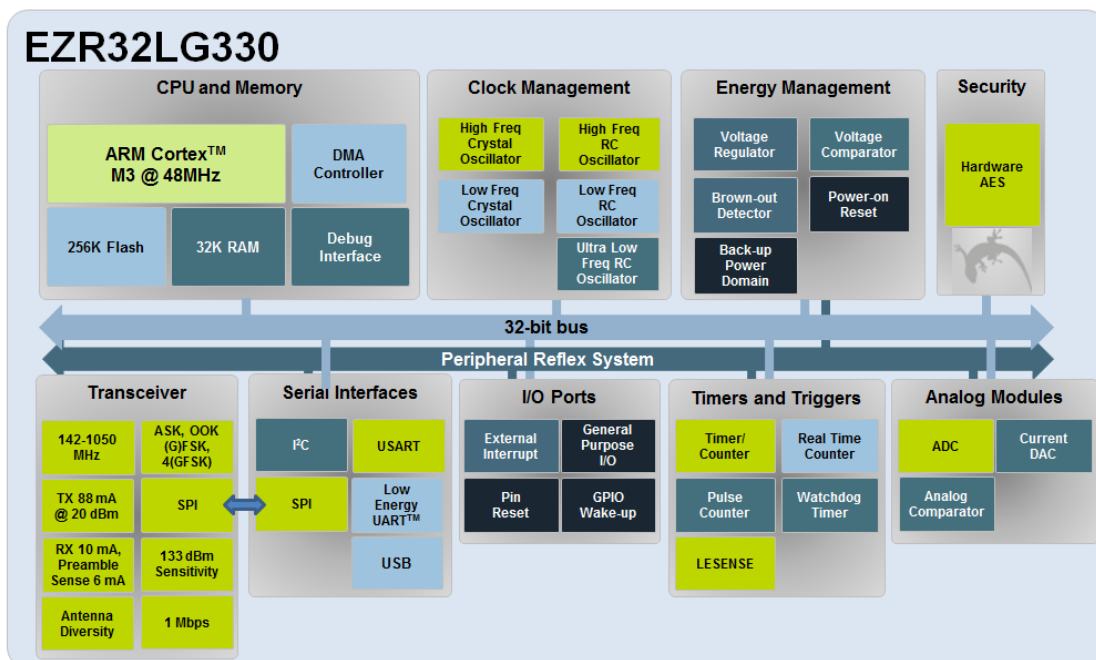 EZR32LG330
CPU and Memory
ARM Cortex™
M3 @ 48MHz
DMA
Controller
256K Flash
32K RAM
Debug
Interface
Clock Management
High Freq
Crystal
Oscillator
High Freq
RC
Oscillator
Low Freq
Crystal
Oscillator
Low Freq
RC
Oscillator
Ultra Low
Freq RC
Oscillator
Energy Management
Voltage
Regulator
Voltage
Comparator
Brown-out
Detector
Power-on
Reset
Back-up
Power
Domain
Security
Hardware
AES
32-bit bus
Peripheral Reflex System
Transceiver
142-1050
MHz
ASK, OOK
(G)FSK,
4(GFSK)
TX 88 mA
@ 20 dBm
SPI
RX 10 mA,
Preamble
Sense 6 mA
133 dBm
Sensitivity
Antenna
Diversity
1 Mbps
Serial Interfaces
I²C
USART
SPI
Low
Energy
UART™
USB
I/O Ports
External
Interrupt
General
Purpose
I/O
Pin
Reset
GPIO
Wake-up
Timers and Triggers
Timer/
Counter
Real Time
Counter
Pulse
Counter
Watchdog
Timer
LESENSE
Analog Modules
ADC
Current
DAC
Analog
Comparator